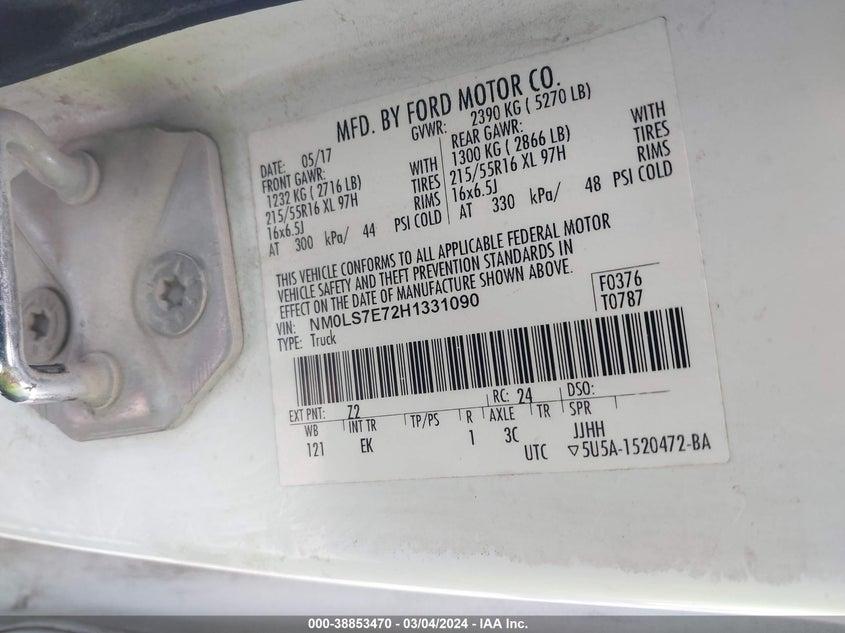 MFD. BY FORD MOTOR CO.
DATE: 05/17 GVWR: 2390 KG ( 5270 LB)
FRONT GAWR: REAR GAWR:
1232 KG ( 2716 LB) WITH 1300 KG ( 2866 LB) WITH
215/55R16 XL 97H TIRES 215/55R16 XL 97H TIRES
16x6.5J RIMS 16x6.5J RIMS
AT 300 kPa/ 44 PSI COLD AT 330 kPa/ 48 PSI COLD
THIS VEHICLE CONFORMS TO ALL APPLICABLE FEDERAL MOTOR
VEHICLE SAFETY AND THEFT PREVENTION STANDARDS IN
EFFECT ON THE DATE OF MANUFACTURE SHOWN ABOVE.
VIN: NM0LS7E72H1331090 F0376
TYPE: Truck T0787
EXT PNT: Z2 RC: 24 DSO:
WB INT TR TP/PS R AXLE TR SPR
121 EK 1 3C JJHH
UTC ▽5U5A-1520472-BA
000-38853470 - 03/04/2024 - IAA Inc.